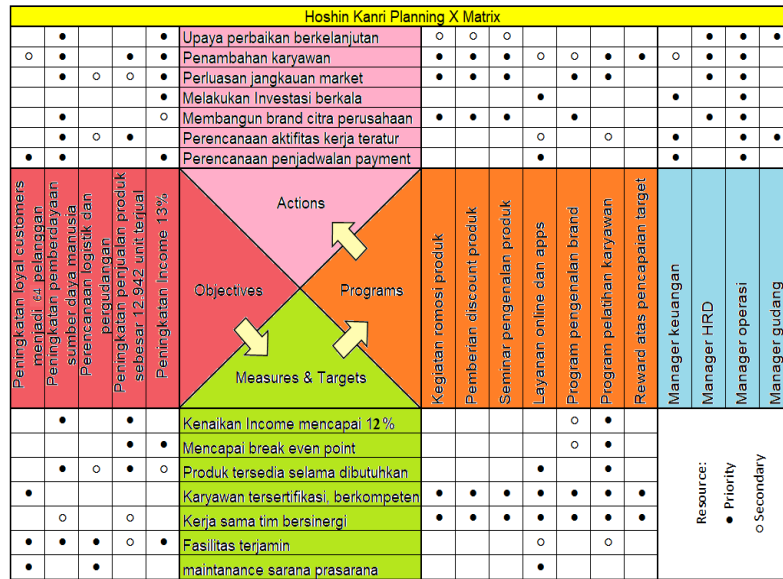 Hoshin Kanri Planning X Matrix
Upaya perbaikan berkelanjutan
Penambahan karyawan
Perluasan jangkauan market
Melakukan Investasi berkala
Membangun brand citra perusahaan
Perencanaan aktifitas kerja teratur
Perencanaan penjadwalan payment
Peningkatan loyal customers
menjadi 64 pelanggan
Peningkatan pemberdayaan
sumber daya manusia
Perencanaan logistik dan
pergudangan
Peningkatan penjualan produk
sebesar 12.942 unit terjual
Peningkatan Income 13%
Actions
Objectives
Programs
Measures & Targets
Kegiatan romosi produk
Pemberian discount produk
Seminar pengenalan produk
Layanan online dan apps
Program pengenalan brand
Program pelatihan karyawan
Reward atas pencapaian target
Manager keuangan
Manager HRD
Manager operasi
Manager gudang
Kenaikan Income mencapai 12%
Mencapai break even point
Produk tersedia selama dibutuhkan
Karyawan tersertifikasi, berkompeten
Kerja sama tim bersinergi
Fasilitas terjamin
maintanance sarana prasarana
Resource:
● Priority
○ Secondary